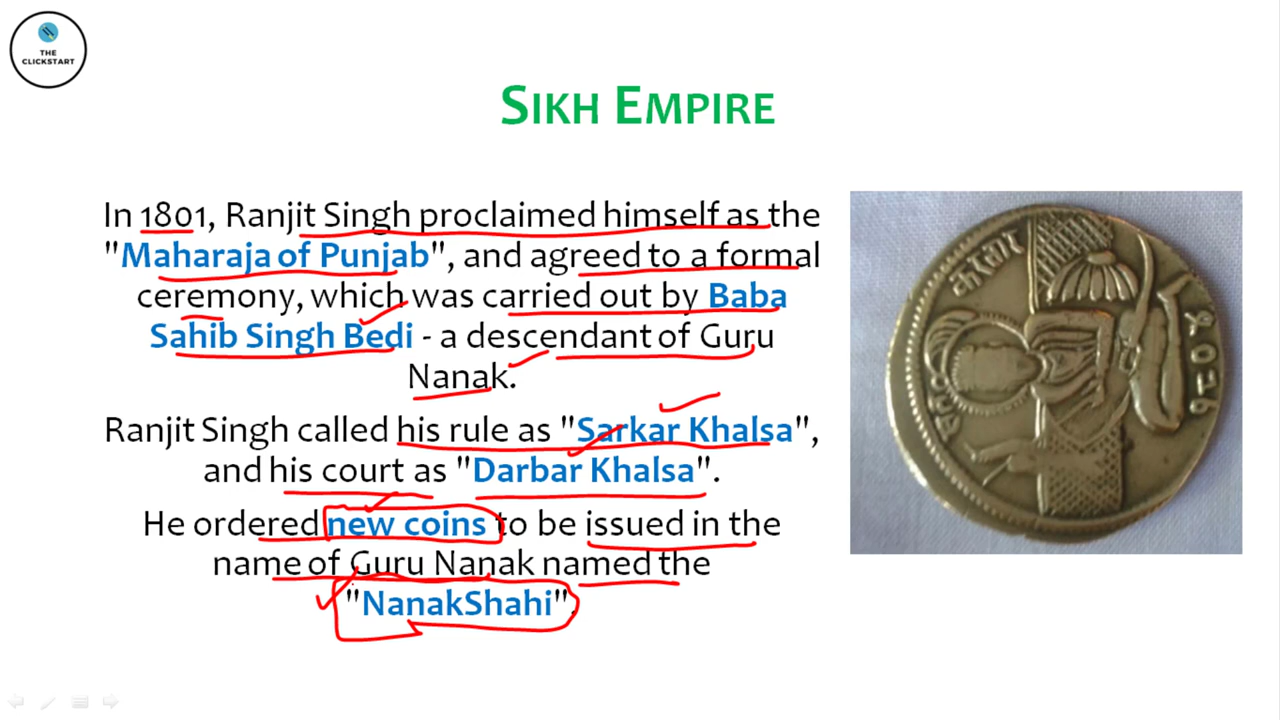 THE
CLICKSTART
SIKH EMPIRE
In 1801, Ranjit Singh proclaimed himself as the
"Maharaja of Punjab", and agreed to a formal
ceremony, which was carried out by Baba
Sahib Singh Bedi - a descendant of Guru
Nanak.
Ranjit Singh called his rule as "Sarkar Khalsa",
and his court as "Darbar Khalsa".
He ordered new coins to be issued in the
name of Guru Nanak named the
"NanakShahi".
करतार